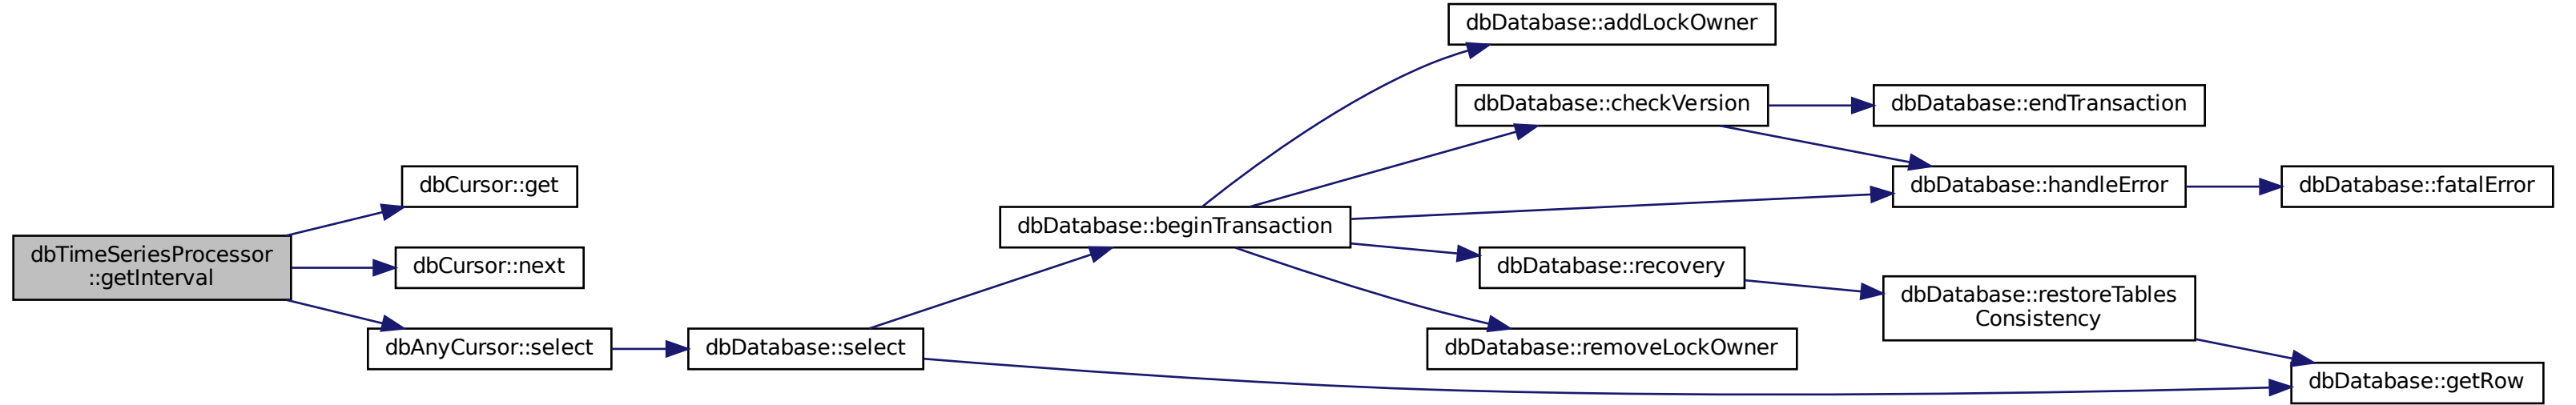 dbTimeSeriesProcessor
::getInterval
dbCursor::get
dbCursor::next
dbAnyCursor::select
dbDatabase::select
dbDatabase::beginTransaction
dbDatabase::addLockOwner
dbDatabase::checkVersion
dbDatabase::endTransaction
dbDatabase::handleError
dbDatabase::fatalError
dbDatabase::recovery
dbDatabase::restoreTables
Consistency
dbDatabase::removeLockOwner
dbDatabase::getRow